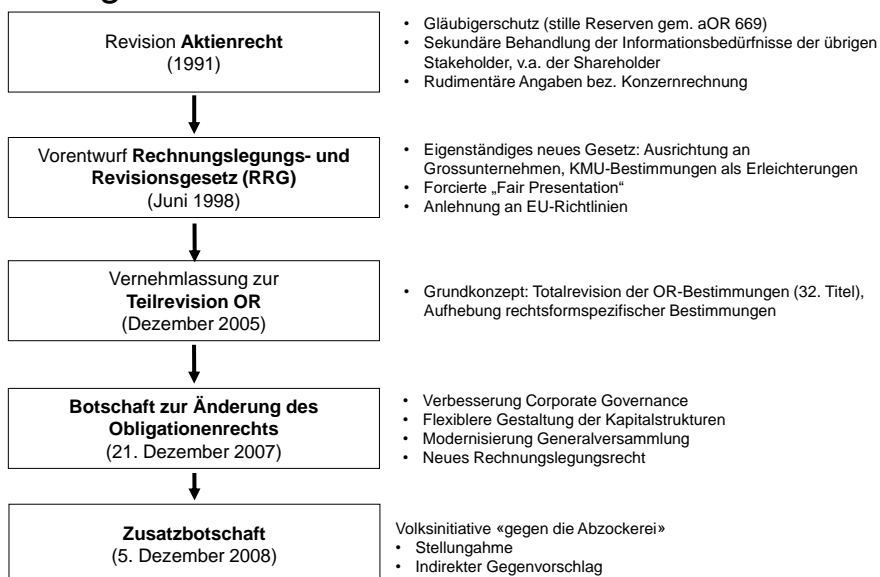 Revision Aktienrecht
(1991)
• Gläubigerschutz (stille Reserven gem. aOR 669)
• Sekundäre Behandlung der Informationsbedürfnisse der übrigen
Stakeholder, v.a. der Shareholder
• Rudimentäre Angaben bez. Konzernrechnung
Vorentwurf Rechnungslegungs- und
Revisionsgesetz (RRG)
(Juni 1998)
• Eigenständiges neues Gesetz: Ausrichtung an
Grossunternehmen, KMU-Bestimmungen als Erleichterungen
• Forcierte „Fair Presentation“
• Anlehnung an EU-Richtlinien
Vernehmlassung zur
Teilrevision OR
(Dezember 2005)
• Grundkonzept: Totalrevision der OR-Bestimmungen (32. Titel),
Aufhebung rechtsformspezifischer Bestimmungen
Botschaft zur Änderung des
Obligationenrechts
(21. Dezember 2007)
• Verbesserung Corporate Governance
• Flexiblere Gestaltung der Kapitalstrukturen
• Modernisierung Generalversammlung
• Neues Rechnungslegungsrecht
Zusatzbotschaft
(5. Dezember 2008)
Volksinitiative «gegen die Abzockerei»
• Stellungahme
• Indirekter Gegenvorschlag